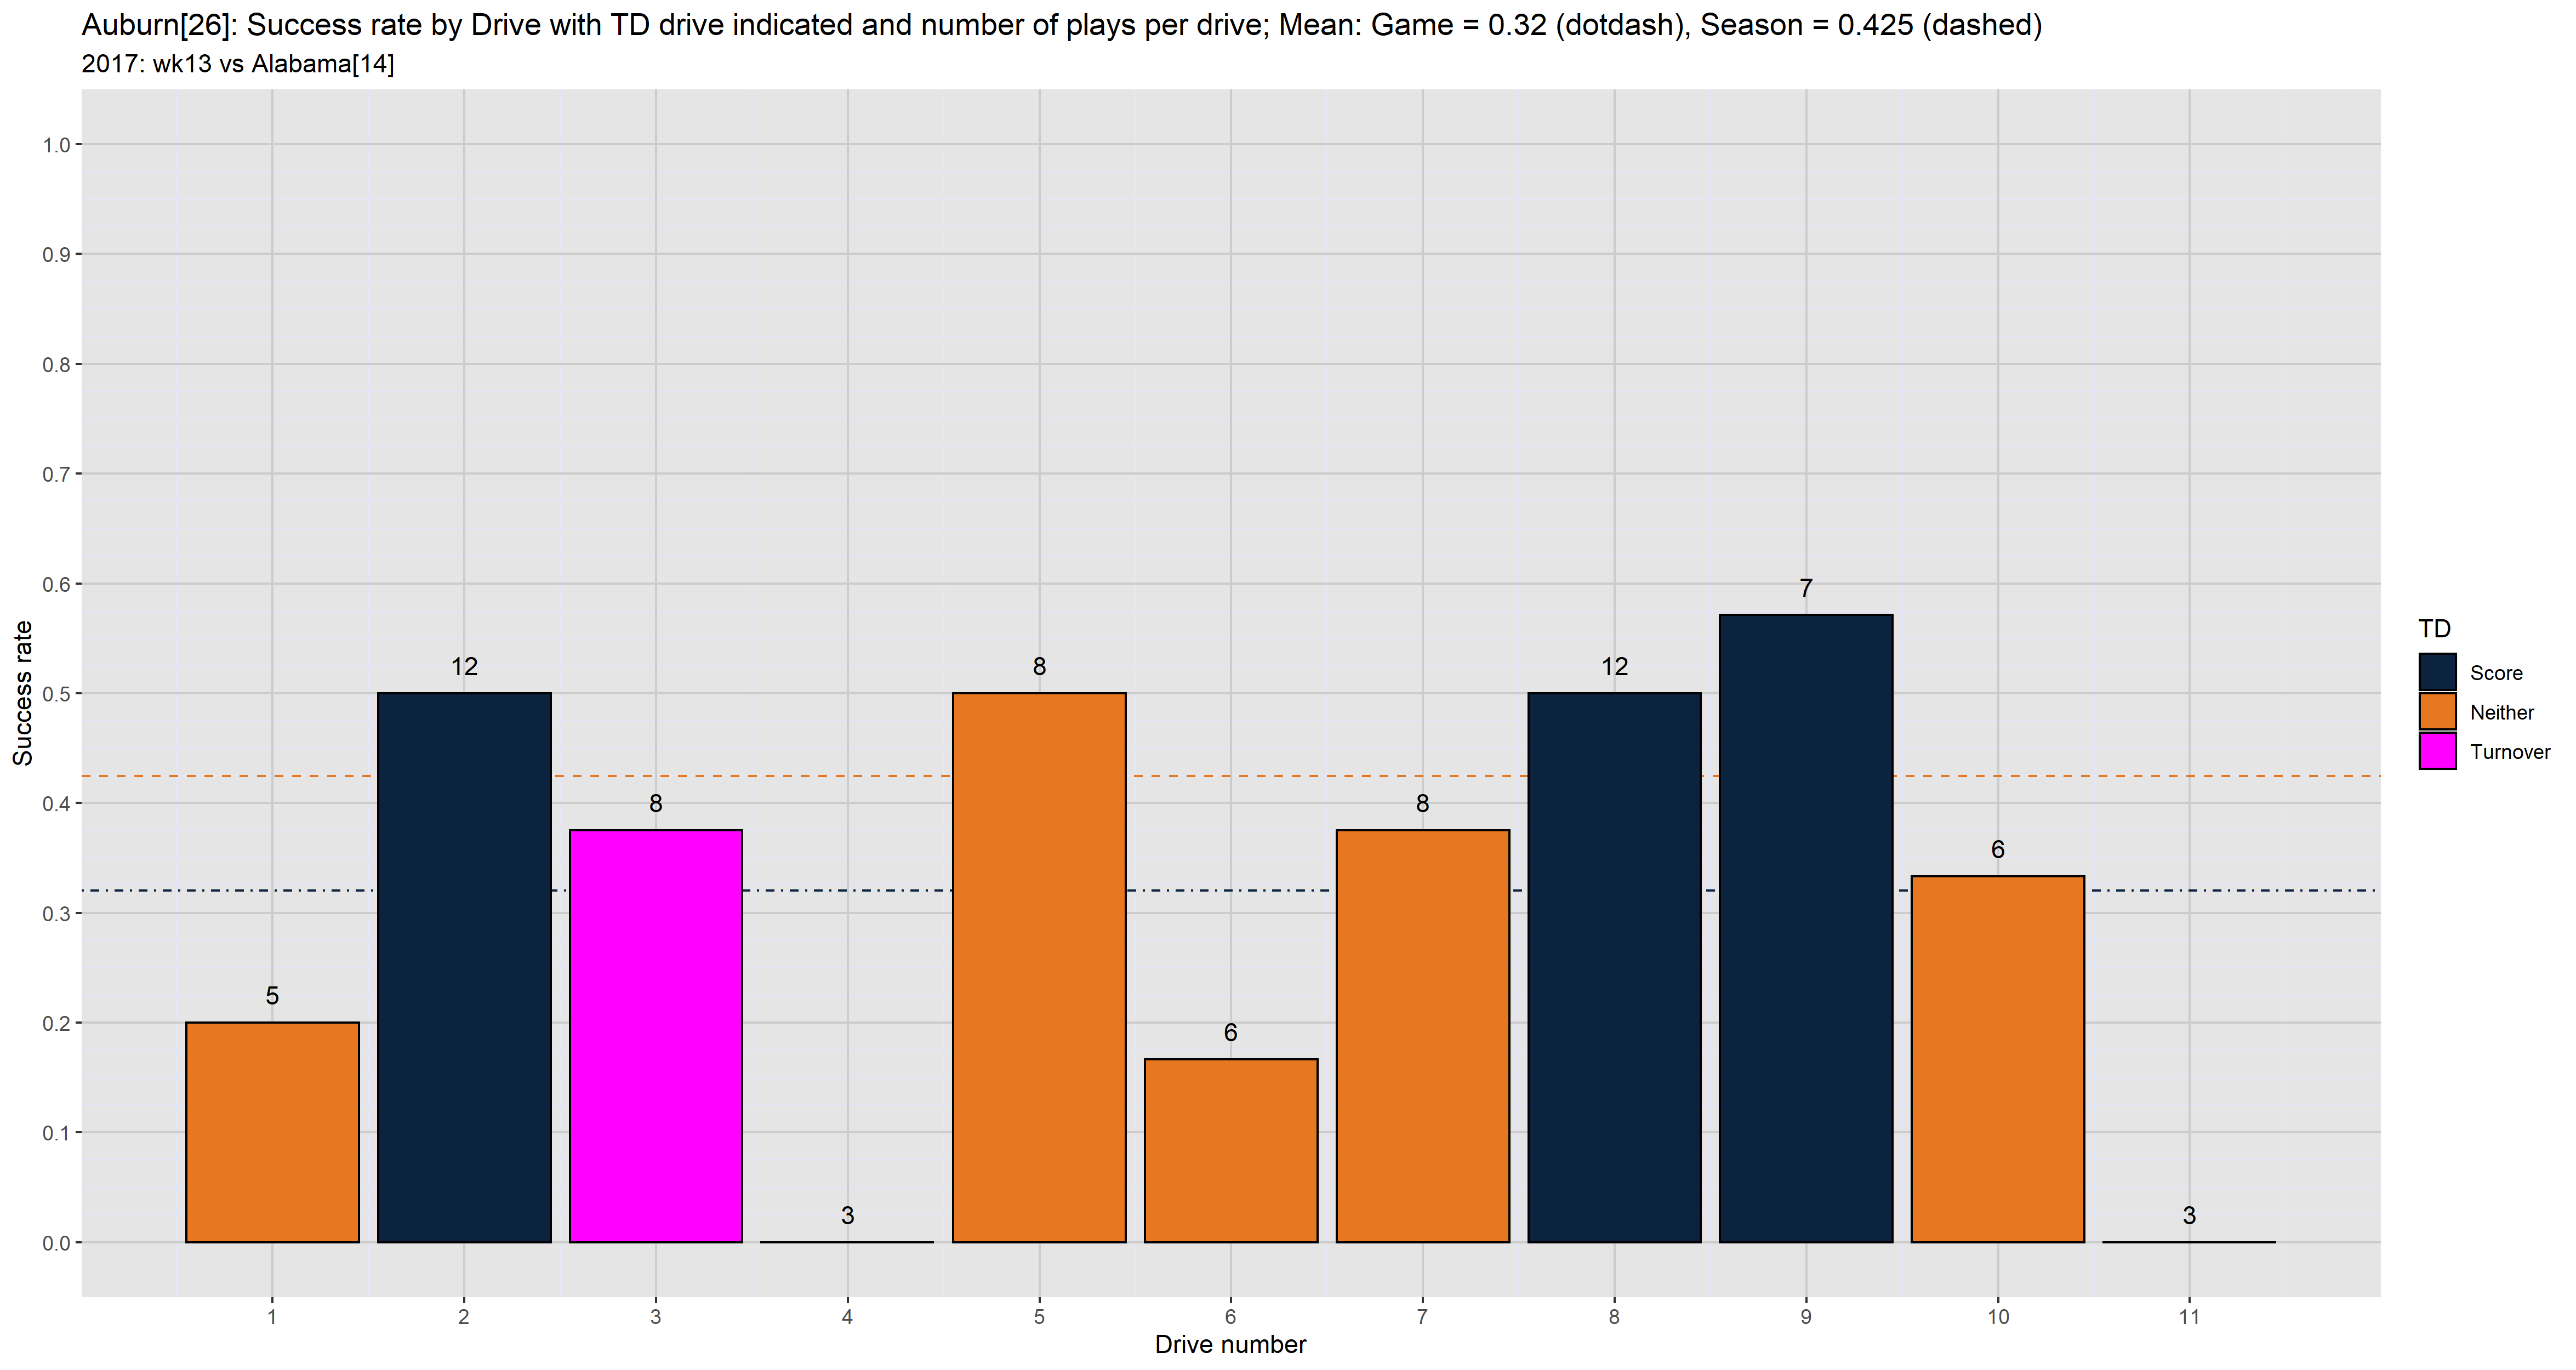 Auburn[26]: Success rate by Drive with TD drive indicated and number of plays per drive; Mean: Game = 0.32 (dotdash), Season = 0.425 (dashed)
2017: wk13 vs Alabama[14]
1.0
0.9
0.8
0.7
0.6
0.5
0.4
0.3
0.2
0.1
0.0
Success rate
5
12
8
3
8
6
8
12
7
6
3
1 2 3 4 5 6 7 8 9 10 11
Drive number
TD
Score
Neither
Turnover